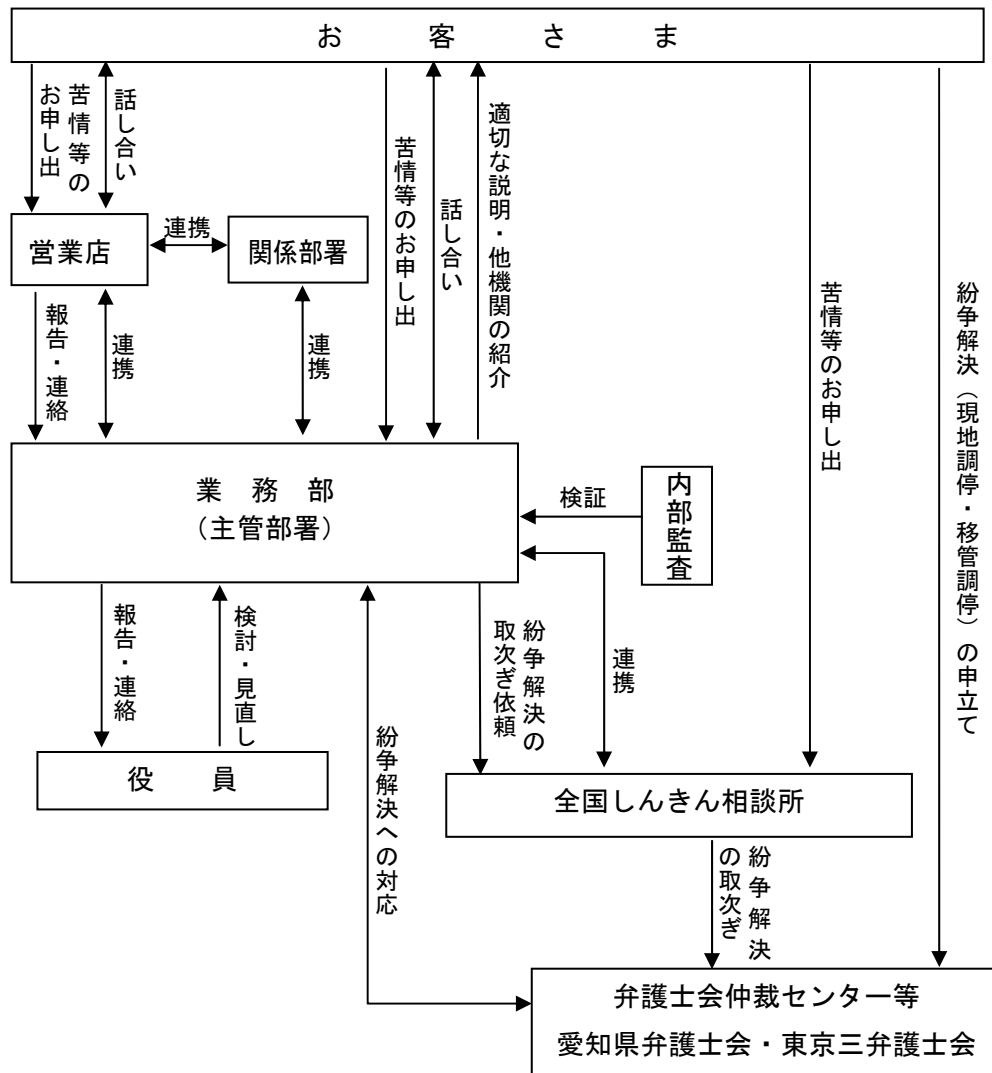 お客さま
苦情等の
お申し出
話し合い
苦情等のお申し出
話し合い
適切な説明・他機関の紹介
苦情等のお申し出
紛争解決（現地調停・移管調停）の申立て
営業店
連携
関係部署
報告・連絡
連携
連携
業務部
（主管部署）
検証
内部監査
報告・連絡
検討・見直し
紛争解決への対応
紛争解決の
取次ぎ依頼
連携
役員
全国しんきん相談所
紛争解決
の取次ぎ
弁護士会仲裁センター等
愛知県弁護士会・東京三弁護士会